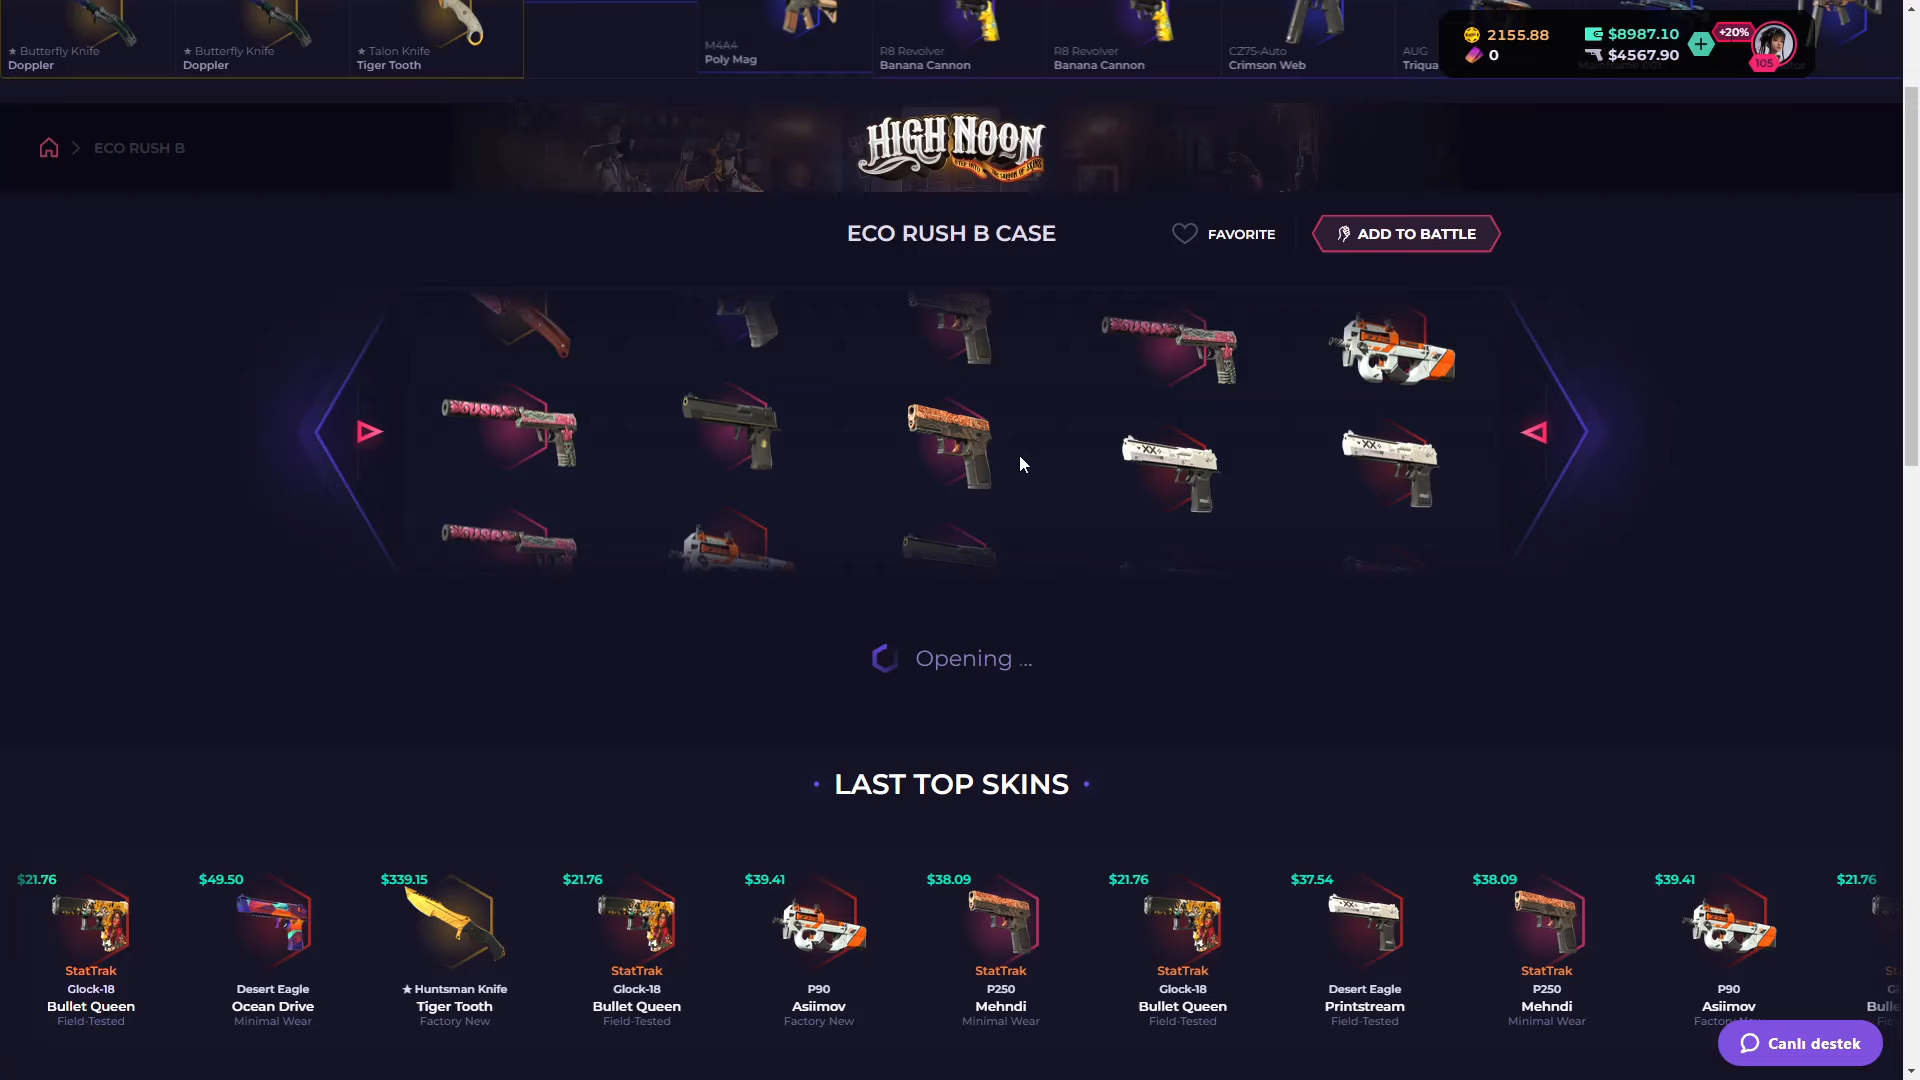 ★ Butterfly Knife
Doppler
★ Butterfly Knife
Doppler
★ Talon Knife
Tiger Tooth
M4A4
Poly Mag
R8 Revolver
Banana Cannon
R8 Revolver
Banana Cannon
CZ75-Auto
Crimson Web
AUG
2155.88
0
$8987.10
$4567.90
+20%
105
ECO RUSH B
HIGH NOON
ECO RUSH B CASE
FAVORITE
ADD TO BATTLE
Opening ...
• LAST TOP SKINS •
$21.76
StatTrak
Glock-18
Bullet Queen
Field-Tested
$49.50
Desert Eagle
Ocean Drive
Minimal Wear
$339.15
★ Huntsman Knife
Tiger Tooth
Factory New
$21.76
StatTrak
Glock-18
Bullet Queen
Field-Tested
$39.41
P90
Asiimov
Factory New
$38.09
StatTrak
P250
Mehndi
Minimal Wear
$21.76
StatTrak
Glock-18
Bullet Queen
Field-Tested
$37.54
Desert Eagle
Printstream
Field-Tested
$38.09
StatTrak
P250
Mehndi
Minimal Wear
$39.41
P90
Asiimov
$21.76
Canlı destek